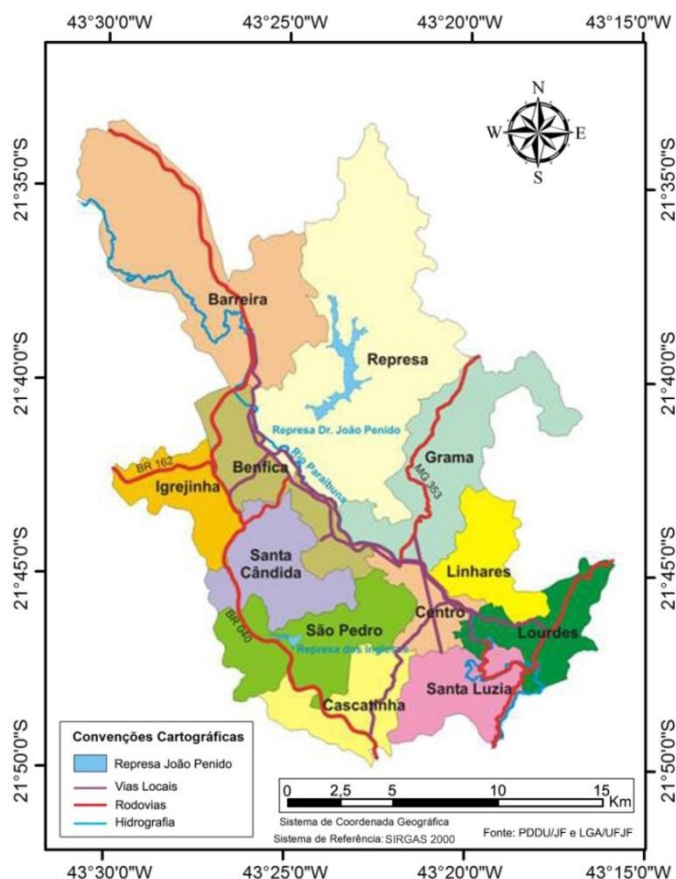 43°30'0"W 43°25'0"W 43°20'0"W 43°15'0"W
N
W E
S
21°35'0"S 21°35'0"S
Barreira
Represa
21°40'0"S 21°40'0"S
Represa Dr. João Penido
Grama
Rio Paraibuna
BR 162
Benfica
MG 353
Igrejinha
21°45'0"S 21°45'0"S
Santa
Cândida
Linhares
Centro
BR 040
São Pedro
Lourdes
Represa dos Ingleses
Santa Luzia
Cascatinha
21°50'0"S 21°50'0"S
Convenções Cartográficas
Represa João Penido
Vias Locais
Rodovias
Hidrografia
0 2,5 5 10 15
Km
Sistema de Coordenada Geográfica
Sistema de Referência: SIRGAS 2000
Fonte: PDDU/JF e LGA/UFJF
43°30'0"W 43°25'0"W 43°20'0"W 43°15'0"W